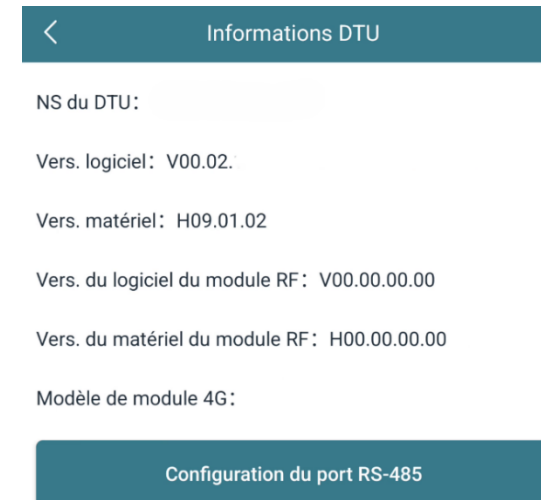 Informations DTU
NS du DTU：
Vers. logiciel：V00.02.
Vers. matériel：H09.01.02
Vers. du logiciel du module RF：V00.00.00.00
Vers. du matériel du module RF：H00.00.00.00
Modèle de module 4G：
Configuration du port RS-485